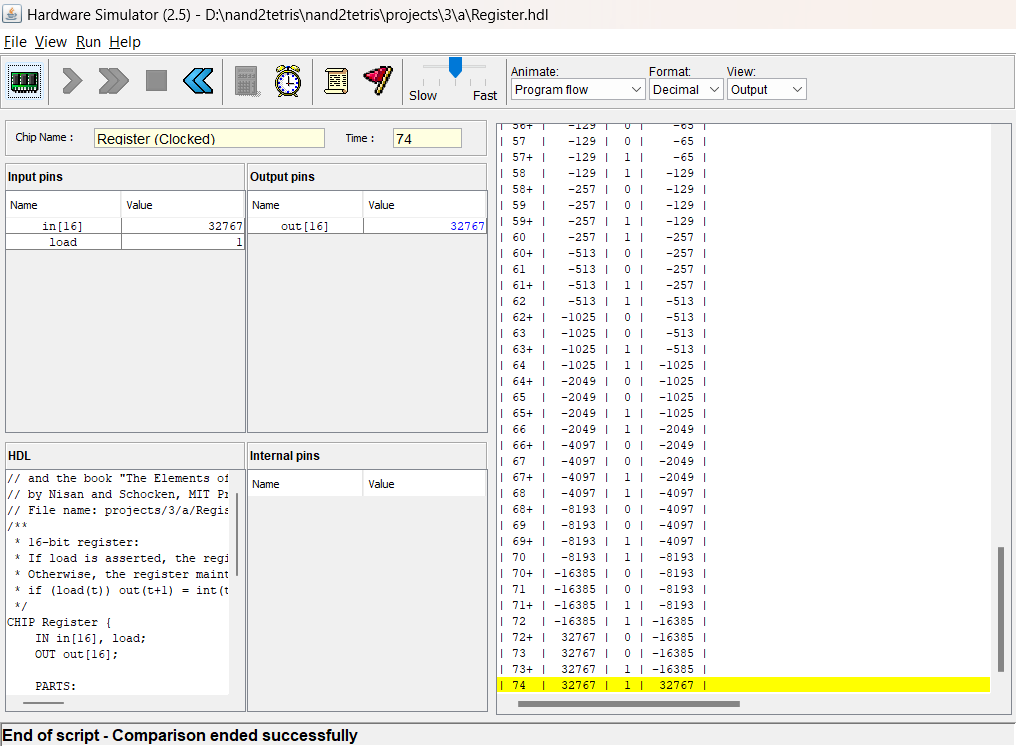 Hardware Simulator (2.5) - D:\nand2tetris\nand2tetris\projects\3\a\Register.hdl
File View Run Help
Slow Fast
Animate: Format: View:
Program flow Decimal Output
Chip Name : Register (Clocked) Time : 74
Input pins
Name Value
in[16] 32767
load 1
Output pins
Name Value
out[16] 32767
HDL
// and the book "The Elements of
// by Nisan and Schocken, MIT Pr
// File name: projects/3/a/Regis
/**
* 16-bit register:
* If load is asserted, the regi
* Otherwise, the register maint
* if (load(t)) out(t+1) = int(t
*/
CHIP Register {
IN in[16], load;
OUT out[16];
PARTS:
Internal pins
Name Value
| 56+ | -129 | 0 | -65 |
| 57 | -129 | 0 | -65 |
| 57+ | -129 | 1 | -65 |
| 58 | -129 | 1 | -129 |
| 58+ | -257 | 0 | -129 |
| 59 | -257 | 0 | -129 |
| 59+ | -257 | 1 | -129 |
| 60 | -257 | 1 | -257 |
| 60+ | -513 | 0 | -257 |
| 61 | -513 | 0 | -257 |
| 61+ | -513 | 1 | -257 |
| 62 | -513 | 1 | -513 |
| 62+ | -1025 | 0 | -513 |
| 63 | -1025 | 0 | -513 |
| 63+ | -1025 | 1 | -513 |
| 64 | -1025 | 1 | -1025 |
| 64+ | -2049 | 0 | -1025 |
| 65 | -2049 | 0 | -1025 |
| 65+ | -2049 | 1 | -1025 |
| 66 | -2049 | 1 | -2049 |
| 66+ | -4097 | 0 | -2049 |
| 67 | -4097 | 0 | -2049 |
| 67+ | -4097 | 1 | -2049 |
| 68 | -4097 | 1 | -4097 |
| 68+ | -8193 | 0 | -4097 |
| 69 | -8193 | 0 | -4097 |
| 69+ | -8193 | 1 | -4097 |
| 70 | -8193 | 1 | -8193 |
| 70+ | -16385 | 0 | -8193 |
| 71 | -16385 | 0 | -8193 |
| 71+ | -16385 | 1 | -8193 |
| 72 | -16385 | 1 | -16385 |
| 72+ | 32767 | 0 | -16385 |
| 73 | 32767 | 0 | -16385 |
| 73+ | 32767 | 1 | -16385 |
| 74 | 32767 | 1 | 32767 |
End of script - Comparison ended successfully